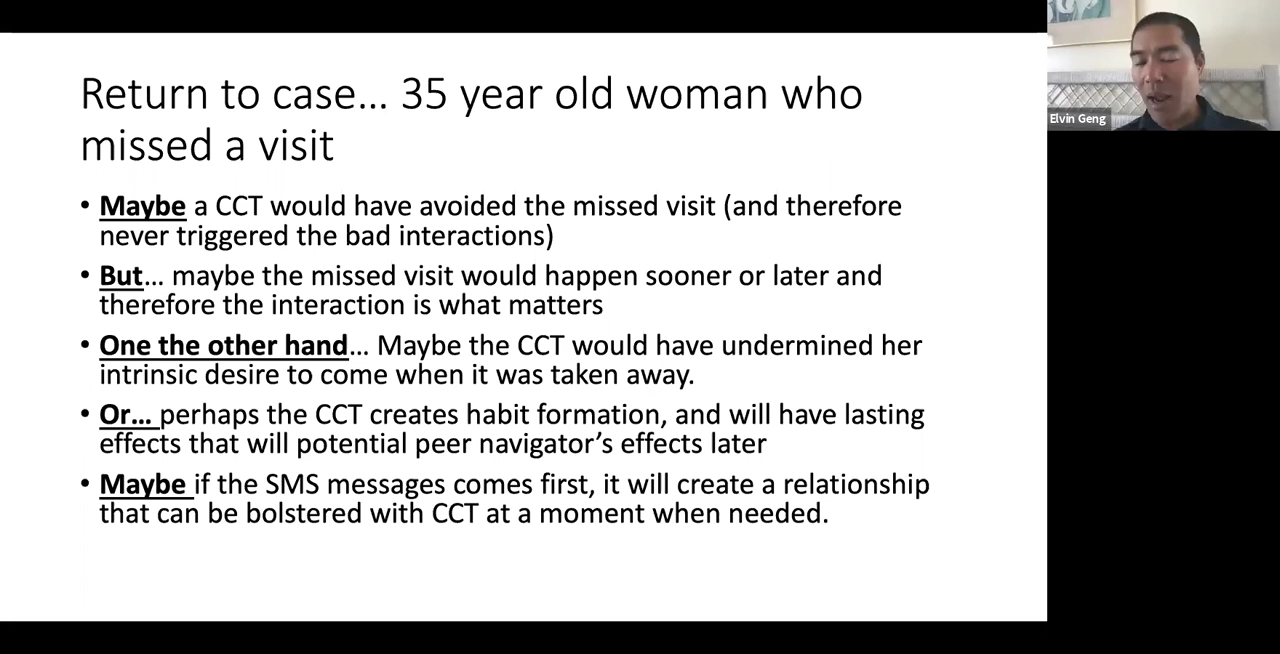 Return to case... 35 year old woman who
missed a visit
• Maybe a CCT would have avoided the missed visit (and therefore
never triggered the bad interactions)
• But... maybe the missed visit would happen sooner or later and
therefore the interaction is what matters
• One the other hand... Maybe the CCT would have undermined her
intrinsic desire to come when it was taken away.
• Or... perhaps the CCT creates habit formation, and will have lasting
effects that will potential peer navigator’s effects later
• Maybe if the SMS messages comes first, it will create a relationship
that can be bolstered with CCT at a moment when needed.
Elvin Geng